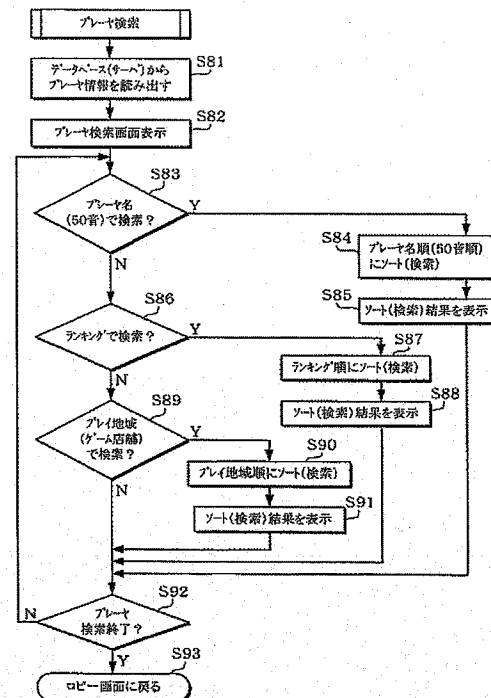 プレーヤ検索
S81
データベース(サーバ)から
プレーヤ情報を読み出す
S82
プレーヤ検索画面表示
S83
プレーヤ名
(50音)で検索?
Y
N
S84
プレーヤ名順(50音順)
にソート(検索)
S85
ソート(検索)結果を表示
S86
ランキングで検索?
Y
N
S87
ランキング順にソート(検索)
S88
ソート(検索)結果を表示
S89
プレイ地域
(ゲーム店舗)
で検索?
Y
N
S90
プレイ地域順にソート(検索)
S91
ソート(検索)結果を表示
S92
プレーヤ
検索終了?
N
Y
S93
ロビー画面に戻る